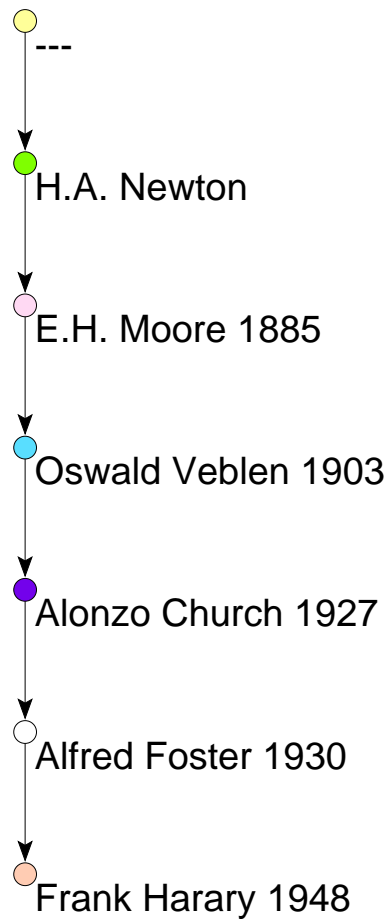 ---
H.A. Newton
E.H. Moore 1885
Oswald Veblen 1903
Alonzo Church 1927
Alfred Foster 1930
Frank Harary 1948